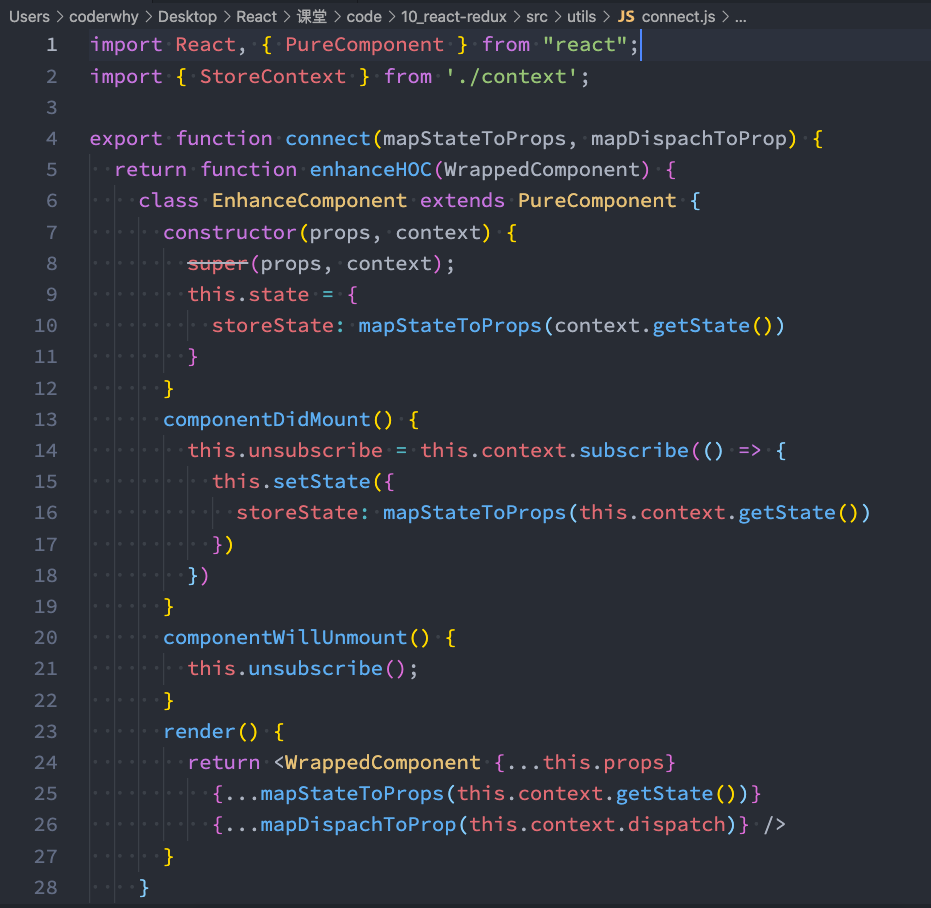 Users > coderwhy > Desktop > React > 课堂 > code > 10_react-redux > src > utils > JS connect.js > ...
1 import React, { PureComponent } from "react";
2 import { StoreContext } from './context';
3
4 export function connect(mapStateToProps, mapDispachToProp) {
5   return function enhanceHOC(WrappedComponent) {
6     class EnhanceComponent extends PureComponent {
7       constructor(props, context) {
8         super(props, context);
9         this.state = {
10           storeState: mapStateToProps(context.getState())
11         }
12       }
13       componentDidMount() {
14         this.unsubscribe = this.context.subscribe(() => {
15           this.setState({
16             storeState: mapStateToProps(this.context.getState())
17           })
18         })
19       }
20       componentWillUnmount() {
21         this.unsubscribe();
22       }
23       render() {
24         return <WrappedComponent {...this.props}
25           {...mapStateToProps(this.context.getState())}
26           {...mapDispachToProp(this.context.dispatch)} />
27       }
28     }